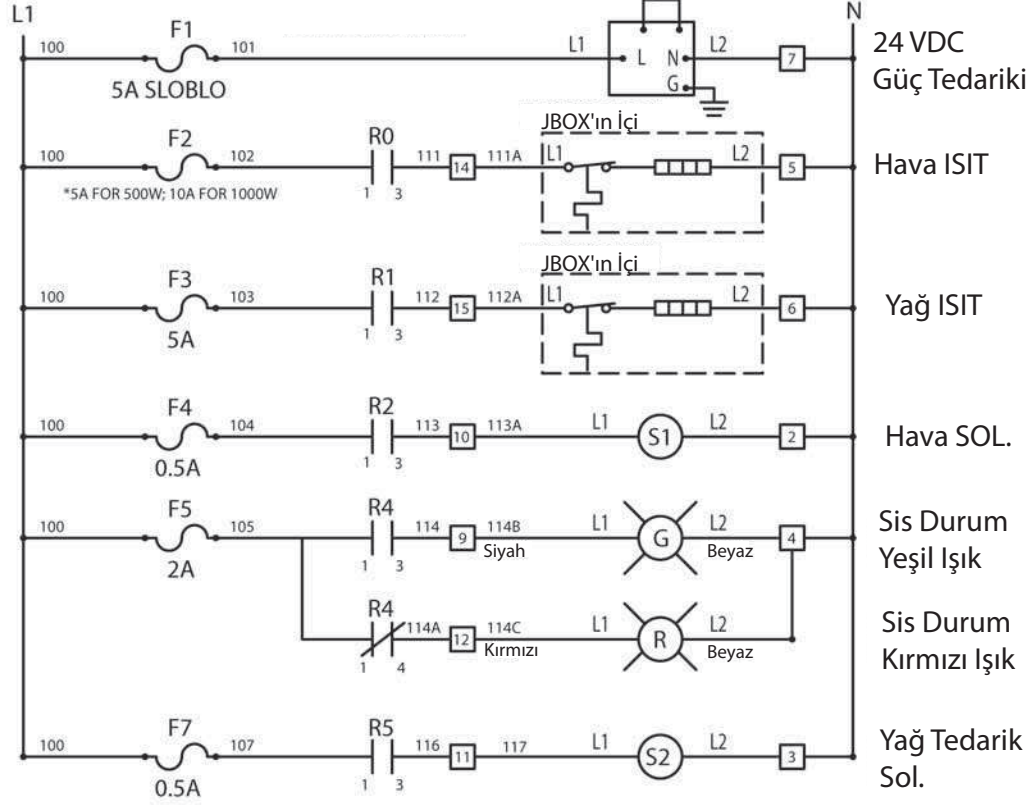 L1
N
100
F1
101
L1
L
N
L2
7
G
5A SLOBLO
24 VDC
Güç Tedariki
JBOX'ın İçi
100
F2
102
R0
1 3
111
14
111A
L1
L2
5
*5A FOR 500W; 10A FOR 1000W
Hava ISIT
JBOX'ın İçi
100
F3
103
R1
1 3
112
15
112A
L1
L2
6
5A
Yağ ISIT
100
F4
104
R2
1 3
113
10
113A
L1
S1
L2
2
0.5A
Hava SOL.
100
F5
105
R4
1 3
114
9
114B
Siyah
L1
G
L2
Beyaz
4
2A
Sis Durum
Yeşil Işık
R4
1 4
114A
12
114C
Kırmızı
L1
R
L2
Beyaz
Sis Durum
Kırmızı Işık
100
F7
107
R5
1 3
116
11
117
L1
S2
L2
3
0.5A
Yağ Tedarik
Sol.